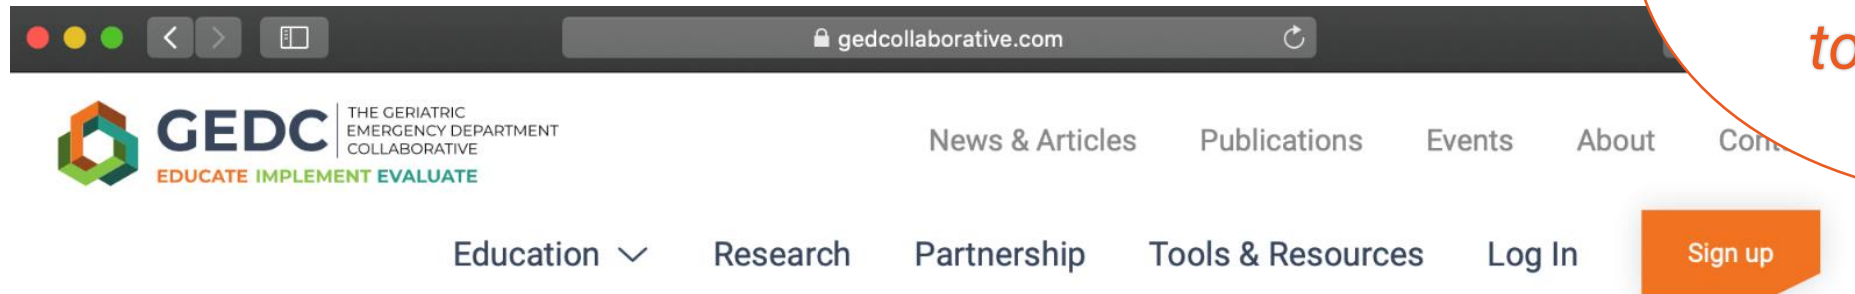 gedcollaborative.com
to
GEDC
THE GERIATRIC
EMERGENCY DEPARTMENT
COLLABORATIVE
EDUCATE IMPLEMENT EVALUATE
News & Articles Publications Events About
Education Research Partnership Tools & Resources Log In Sign up